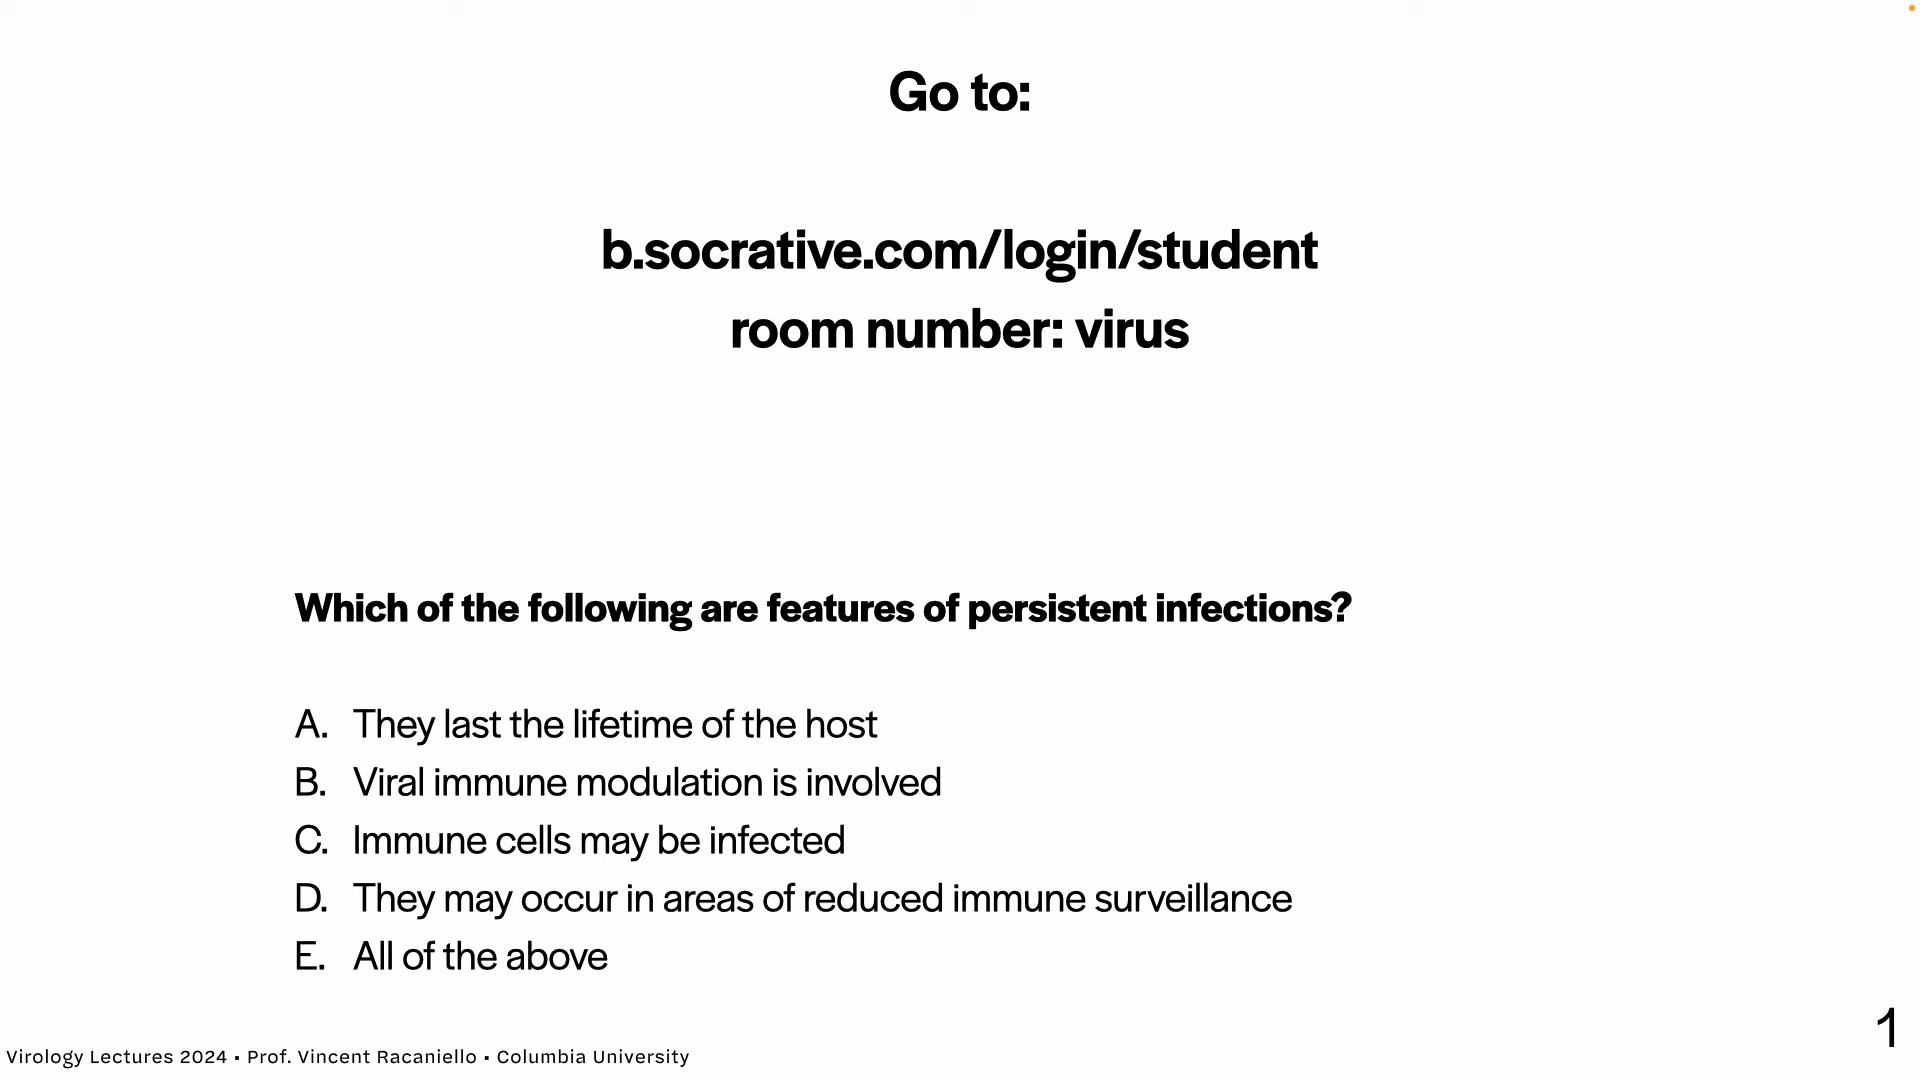 Go to:
b.socrative.com/login/student
room number: virus
Which of the following are features of persistent infections?
A. They last the lifetime of the host
B. Viral immune modulation is involved
C. Immune cells may be infected
D. They may occur in areas of reduced immune surveillance
E. All of the above
1
Virology Lectures 2024 • Prof. Vincent Racaniello • Columbia University